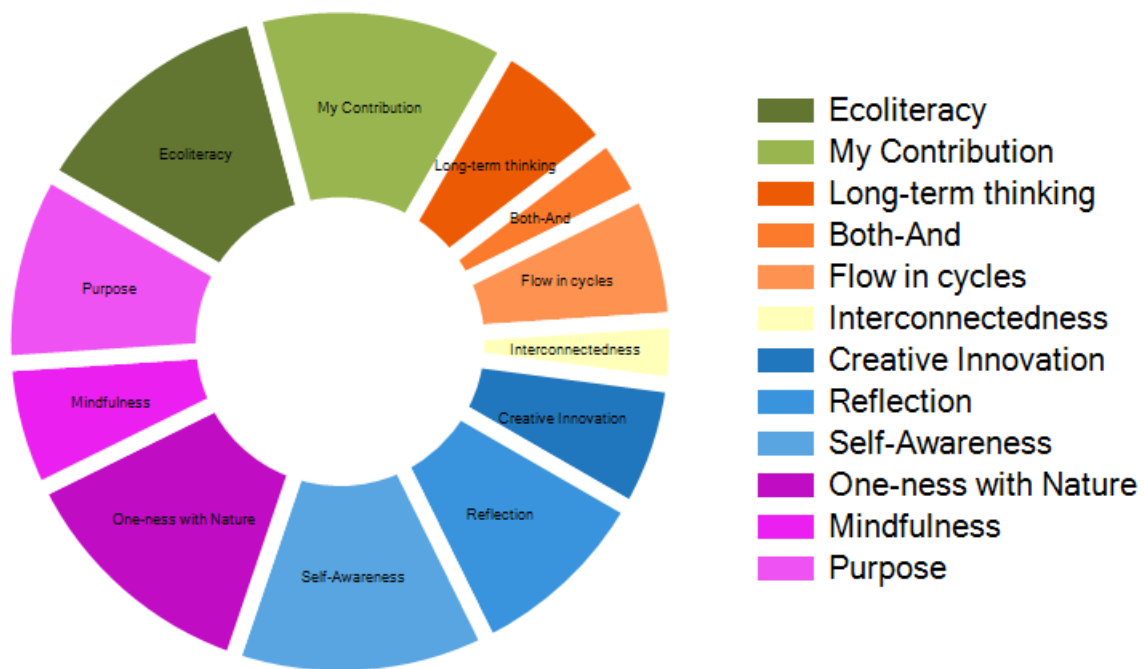 My Contribution
Ecoliteracy
Long-term thinking
Both-And
Purpose
Flow in cycles
Interconnectedness
Mindfulness
Creative Innovation
One-ness with Nature
Reflection
Self-Awareness
Ecoliteracy
My Contribution
Long-term thinking
Both-And
Flow in cycles
Interconnectedness
Creative Innovation
Reflection
Self-Awareness
One-ness with Nature
Mindfulness
Purpose